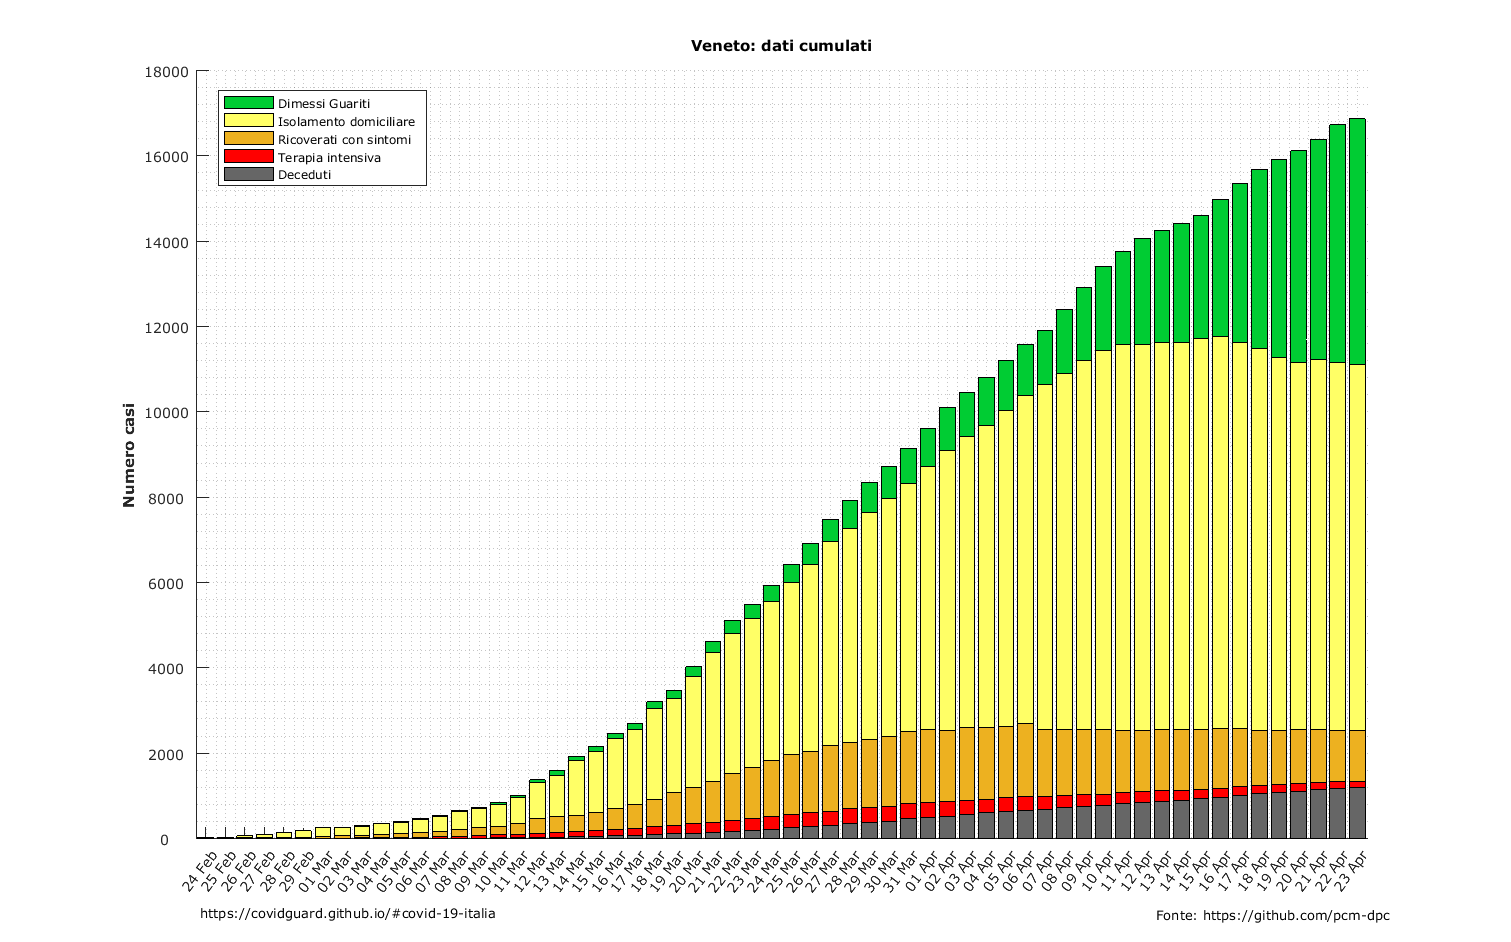 Veneto: dati cumulati
18000
16000
14000
12000
10000
8000
6000
4000
2000
0
Numero casi
Dimessi Guariti
Isolamento domiciliare
Ricoverati con sintomi
Terapia intensiva
Deceduti
24 Feb
25 Feb
26 Feb
27 Feb
28 Feb
29 Feb
01 Mar
02 Mar
03 Mar
04 Mar
05 Mar
06 Mar
07 Mar
08 Mar
09 Mar
10 Mar
11 Mar
12 Mar
13 Mar
14 Mar
15 Mar
16 Mar
17 Mar
18 Mar
19 Mar
20 Mar
21 Mar
22 Mar
23 Mar
24 Mar
25 Mar
26 Mar
27 Mar
28 Mar
29 Mar
30 Mar
31 Mar
01 Apr
02 Apr
03 Apr
04 Apr
05 Apr
06 Apr
07 Apr
08 Apr
09 Apr
10 Apr
11 Apr
12 Apr
13 Apr
14 Apr
15 Apr
16 Apr
17 Apr
18 Apr
19 Apr
20 Apr
21 Apr
22 Apr
23 Apr
https://covidguard.github.io/#covid-19-italia
Fonte: https://github.com/pcm-dpc